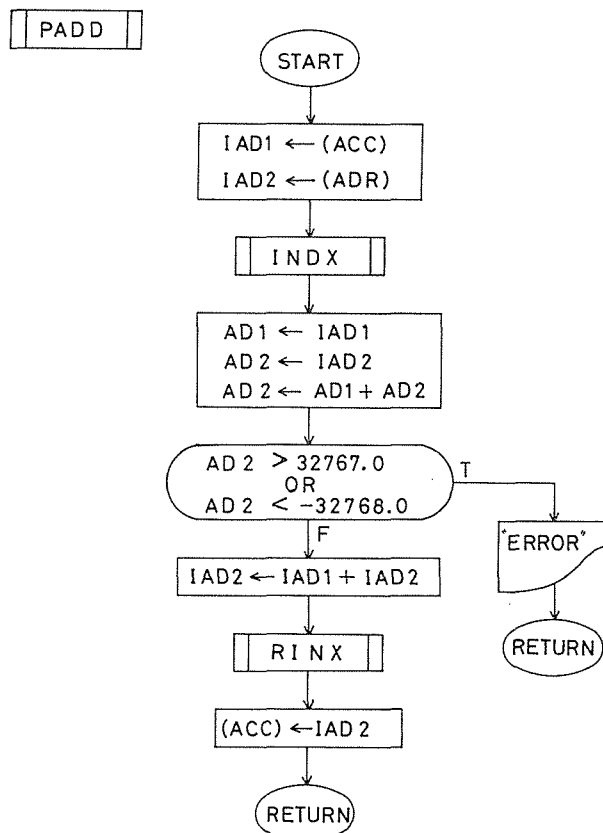 PADD
START
IAD1 ← (ACC)
IAD2 ← (ADR)
INDX
AD1 ← IAD1
AD2 ← IAD2
AD2 ← AD1 + AD2
AD2 > 32767.0
OR
AD2 < -32768.0
T
F
"ERROR"
RETURN
IAD2 ← IAD1 + IAD2
RINX
(ACC) ← IAD2
RETURN